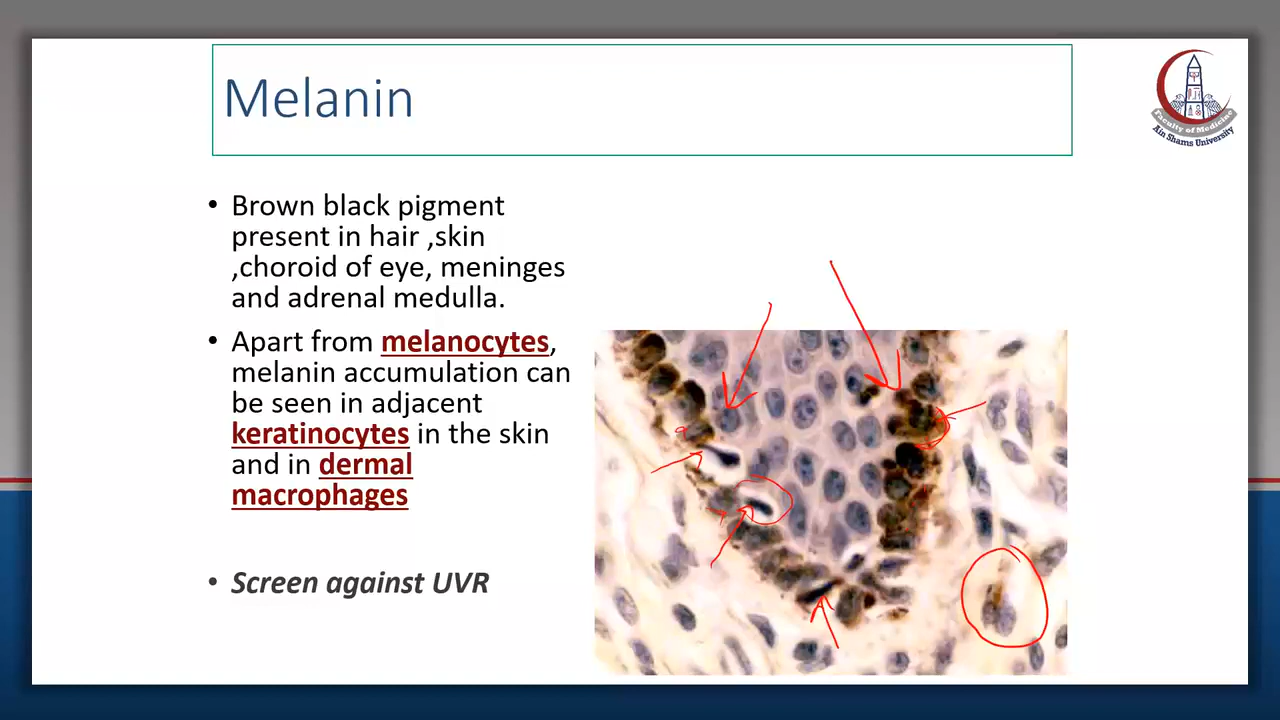 Melanin
Faculty of Medicine
Ain Shams University
• Brown black pigment
present in hair ,skin
,choroid of eye, meninges
and adrenal medulla.
• Apart from melanocytes,
melanin accumulation can
be seen in adjacent
keratinocytes in the skin
and in dermal
macrophages
• Screen against UVR